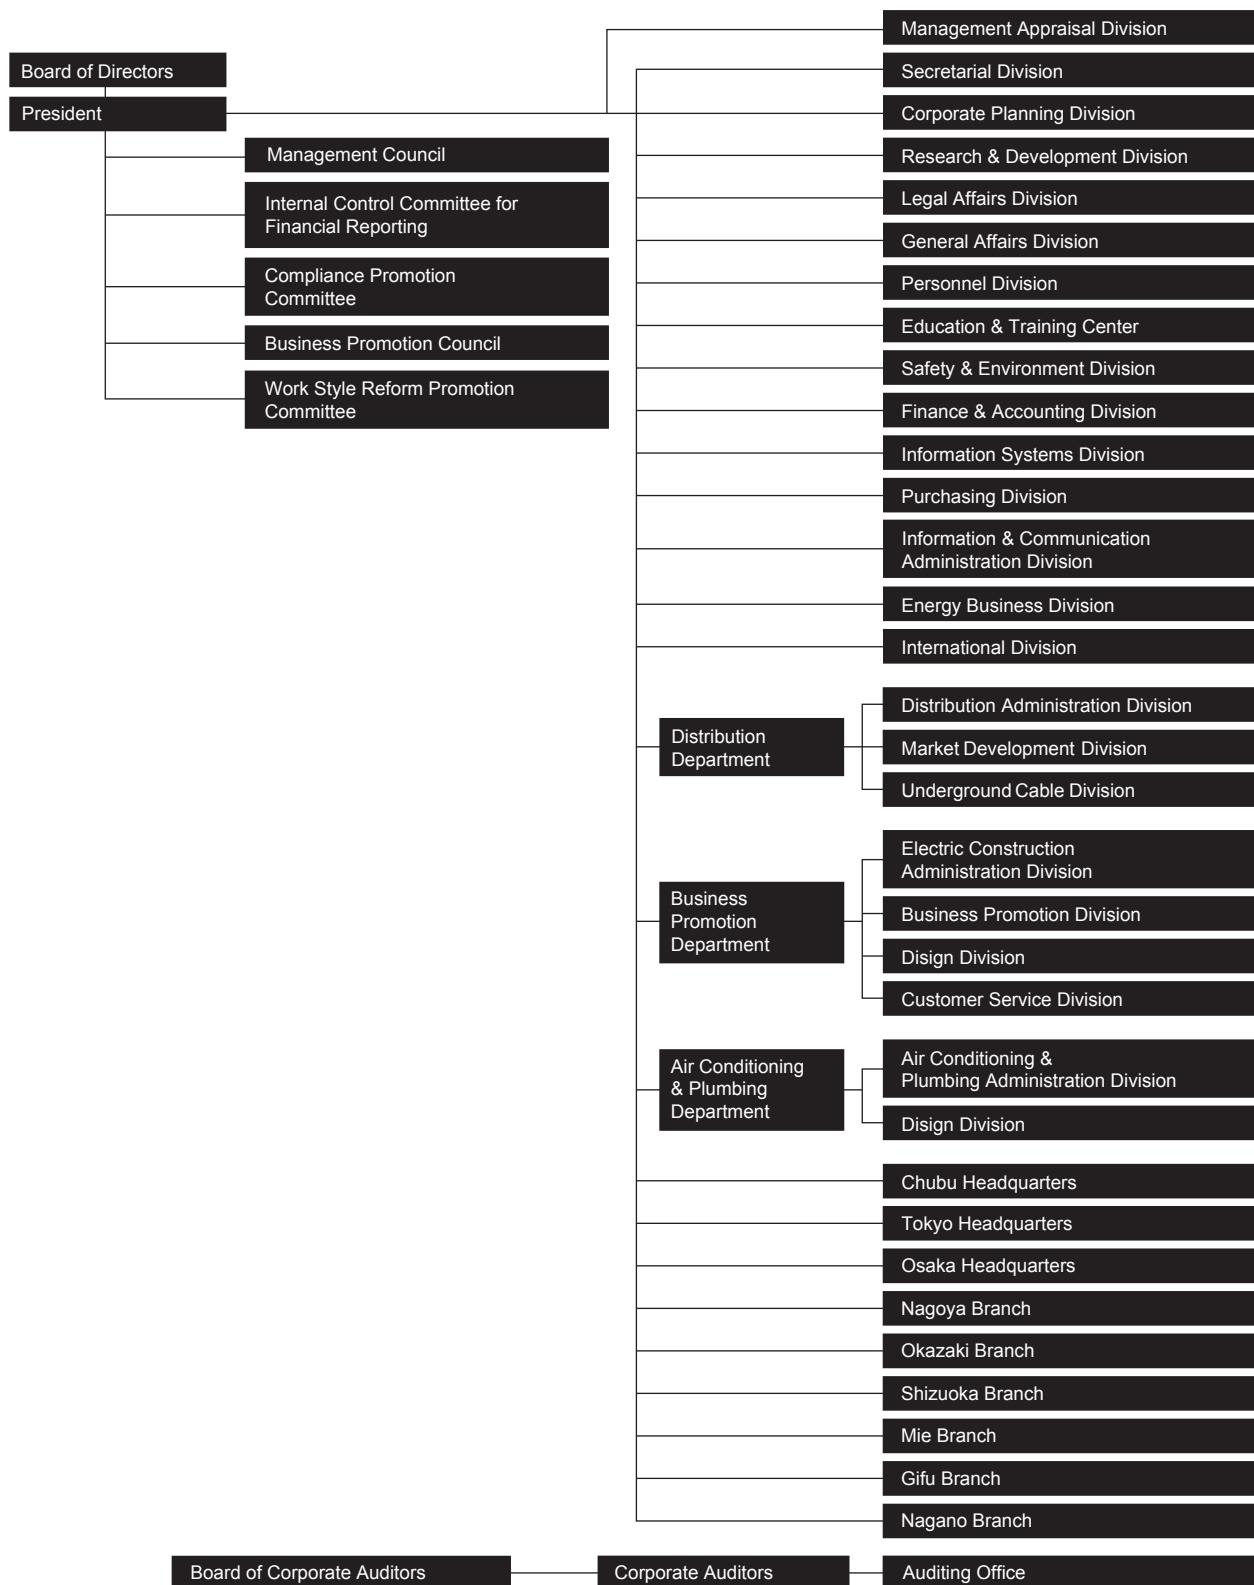 Board of Directors
President
Management Council
Internal Control Committee for
Financial Reporting
Compliance Promotion
Committee
Business Promotion Council
Work Style Reform Promotion
Committee
Management Appraisal Division
Secretarial Division
Corporate Planning Division
Research & Development Division
Legal Affairs Division
General Affairs Division
Personnel Division
Education & Training Center
Safety & Environment Division
Finance & Accounting Division
Information Systems Division
Purchasing Division
Information & Communication
Administration Division
Energy Business Division
International Division
Distribution
Department
Distribution Administration Division
Market Development Division
Underground Cable Division
Business
Promotion
Department
Electric Construction
Administration Division
Business Promotion Division
Disign Division
Customer Service Division
Air Conditioning
& Plumbing
Department
Air Conditioning &
Plumbing Administration Division
Disign Division
Chubu Headquarters
Tokyo Headquarters
Osaka Headquarters
Nagoya Branch
Okazaki Branch
Shizuoka Branch
Mie Branch
Gifu Branch
Nagano Branch
Board of Corporate Auditors
Corporate Auditors
Auditing Office